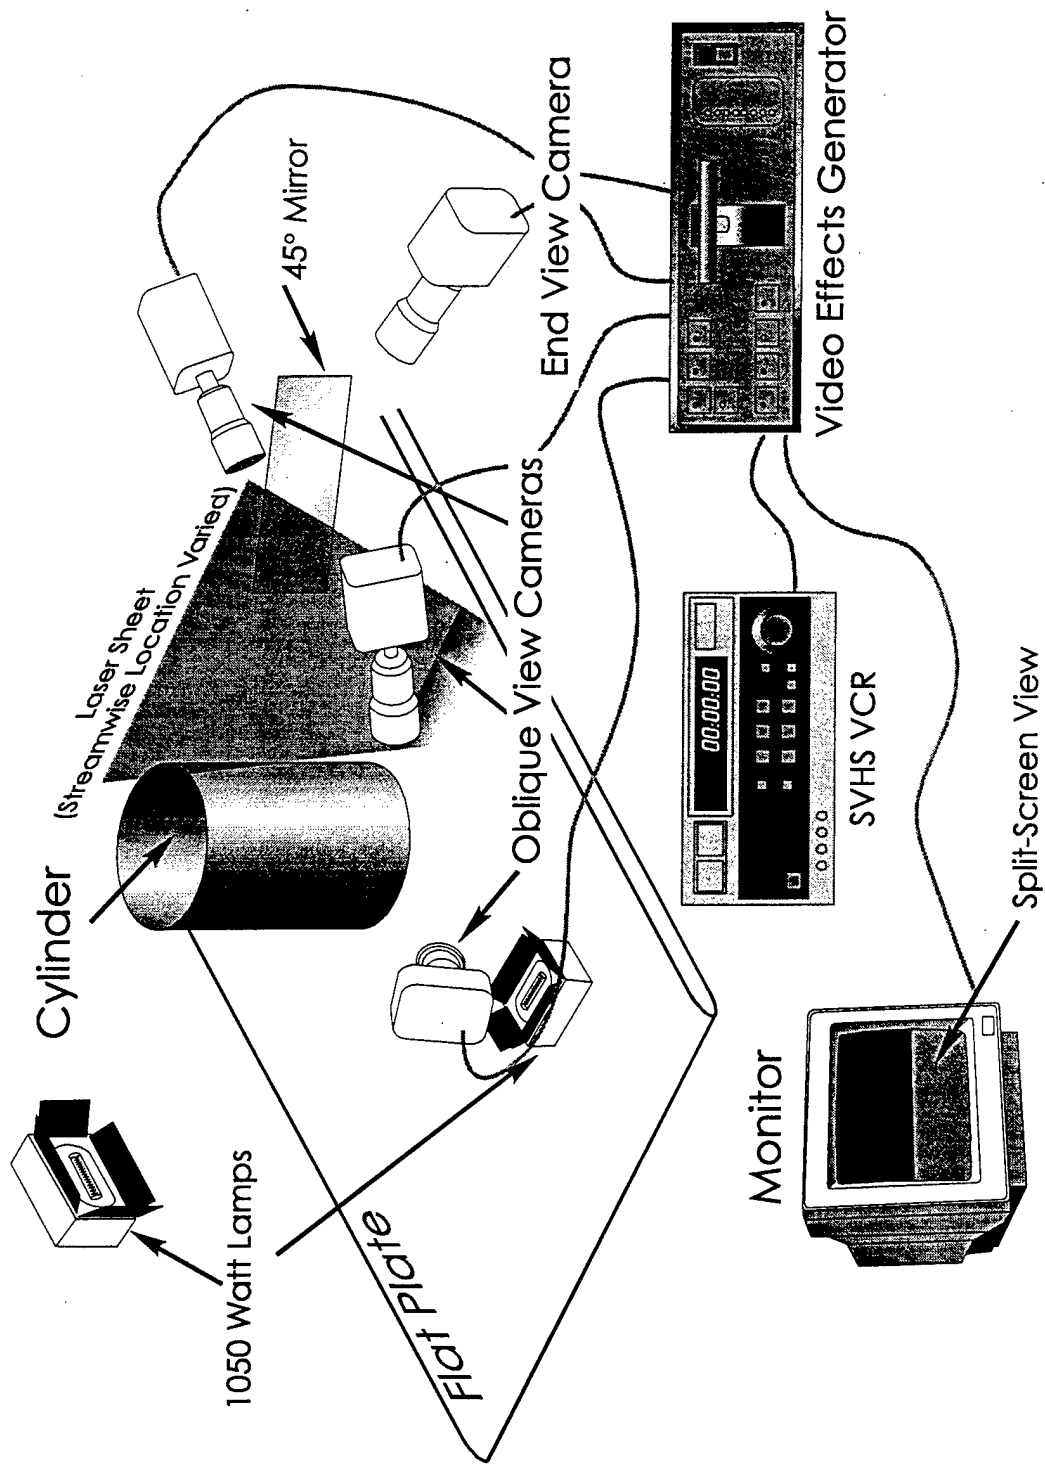 Cylinder
Laser Sheet
(Streamwise Location Varied)
45° Mirror
1050 Watt Lamps
Flat Plate
Oblique View Cameras
End View Camera
Video Effects Generator
SVHS VCR
00:00:00
Monitor
Split-Screen View